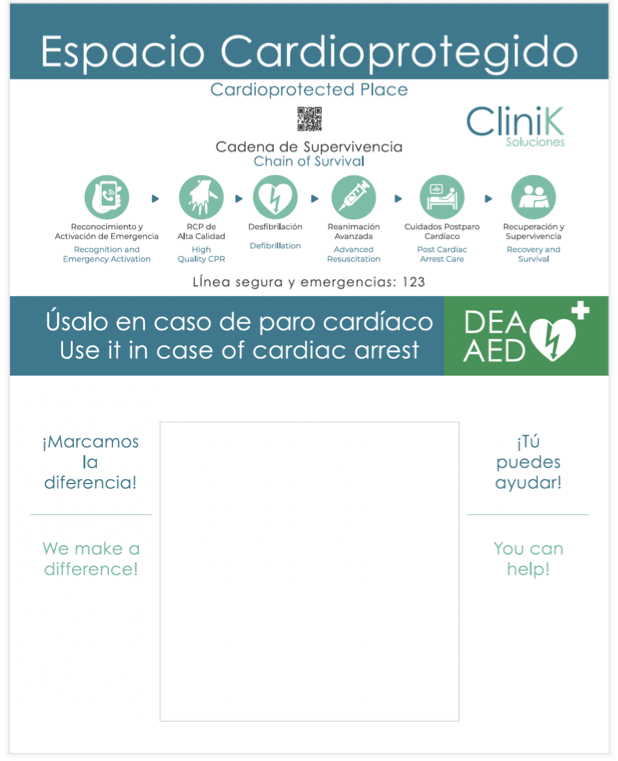 Espacio Cardioprotegido
Cardioprotected Place
CliniK
Soluciones
Cadena de Supervivencia
Chain of Survival
Reconocimiento y
Activación de Emergencia
Recognition and
Emergency Activation
RCP de
Alta Calidad
High
Quality CPR
Desfibrilación
Defibrillation
Reanimación
Avanzada
Advanced
Resuscitation
Cuidados Postparo
Cardíaco
Post Cardiac
Arrest Care
Recuperación y
Supervivencia
Recovery and
Survival
LÍnea segura y emergencias: 123
Úsalo en caso de paro cardíaco
Use it in case of cardiac arrest
DEA
AED
¡Marcamos
la
diferencia!
We make a
difference!
¡Tú
puedes
ayudar!
You can
help!